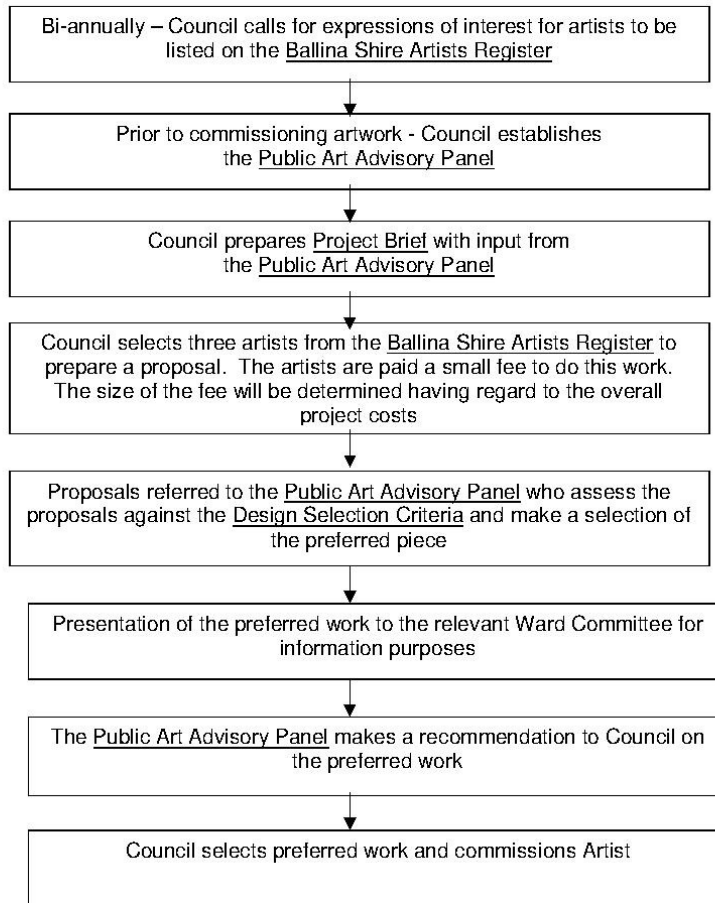 Bi-annually – Council calls for expressions of interest for artists to be
listed on the Ballina Shire Artists Register
Prior to commissioning artwork - Council establishes
the Public Art Advisory Panel
Council prepares Project Brief with input from
the Public Art Advisory Panel
Council selects three artists from the Ballina Shire Artists Register to
prepare a proposal. The artists are paid a small fee to do this work.
The size of the fee will be determined having regard to the overall
project costs
Proposals referred to the Public Art Advisory Panel who assess the
proposals against the Design Selection Criteria and make a selection of
the preferred piece
Presentation of the preferred work to the relevant Ward Committee for
information purposes
The Public Art Advisory Panel makes a recommendation to Council on
the preferred work
Council selects preferred work and commissions Artist